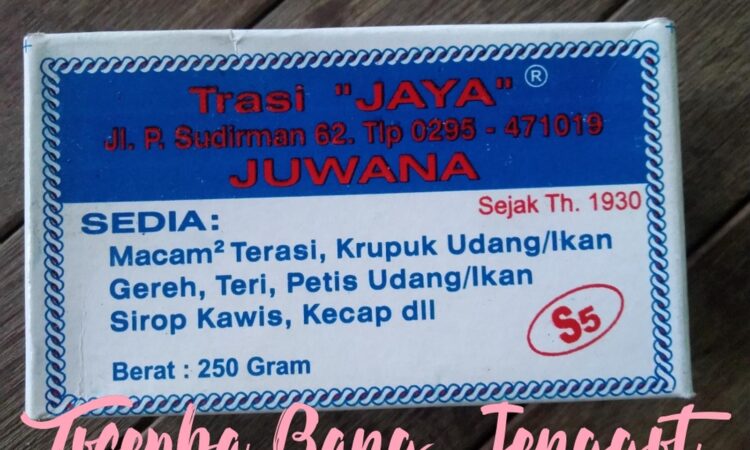 Trasi "JAYA" ®
Jl. P. Sudirman 62. Tlp 0295 - 471019
JUWANA
Sejak Th. 1930
SEDIA:
Macam² Terasi, Krupuk Udang/Ikan
Gereh, Teri, Petis Udang/Ikan
Sirop Kawis, Kecap dll
S5
Berat : 250 Gram